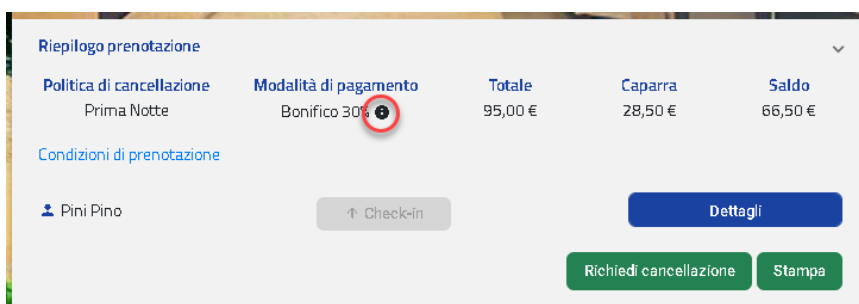 Riepilogo prenotazione
Politica di cancellazione Modalità di pagamento Totale Caparra Saldo
Prima Notte Bonifico 30% 95,00 € 28,50 € 66,50 €
Condizioni di prenotazione
Pini Pino ↑ Check-in Dettagli
Richiedi cancellazione Stampa